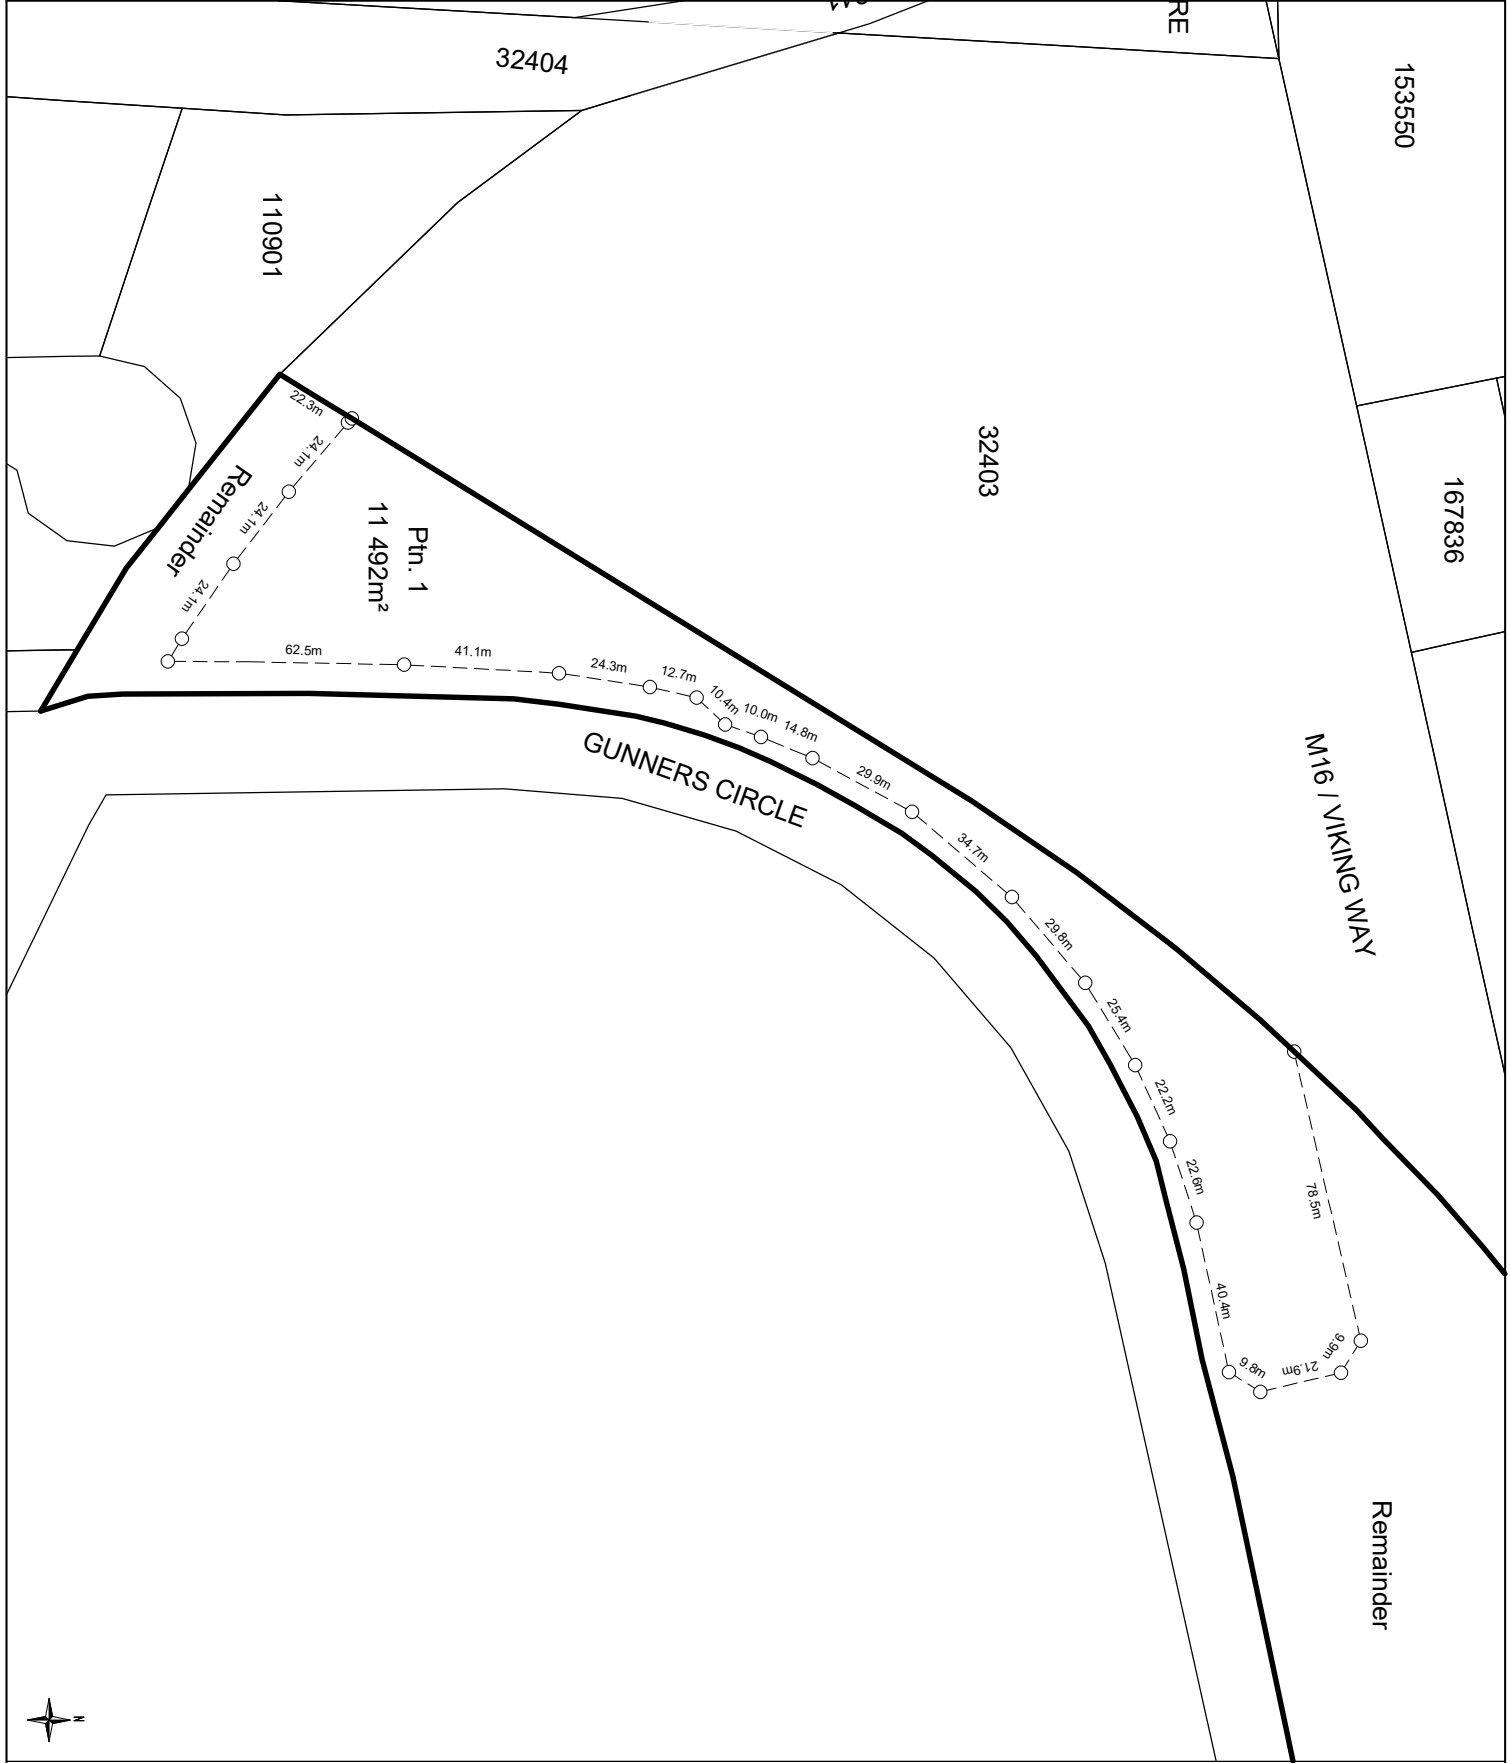 32404
RE
153550
110901
32403
167836
22.3m
24.1m
24.1m
24.1m
Remainder
Ptn. 1
11 492m²
62.5m
41.1m
24.3m
12.7m
10.4m
10.0m
14.8m
29.9m
34.7m
29.8m
25.4m
22.2m
22.6m
40.4m
9.8m
21.9m
9.9m
78.5m
GUNNERS CIRCLE
M16 / VIKING WAY
Remainder
N